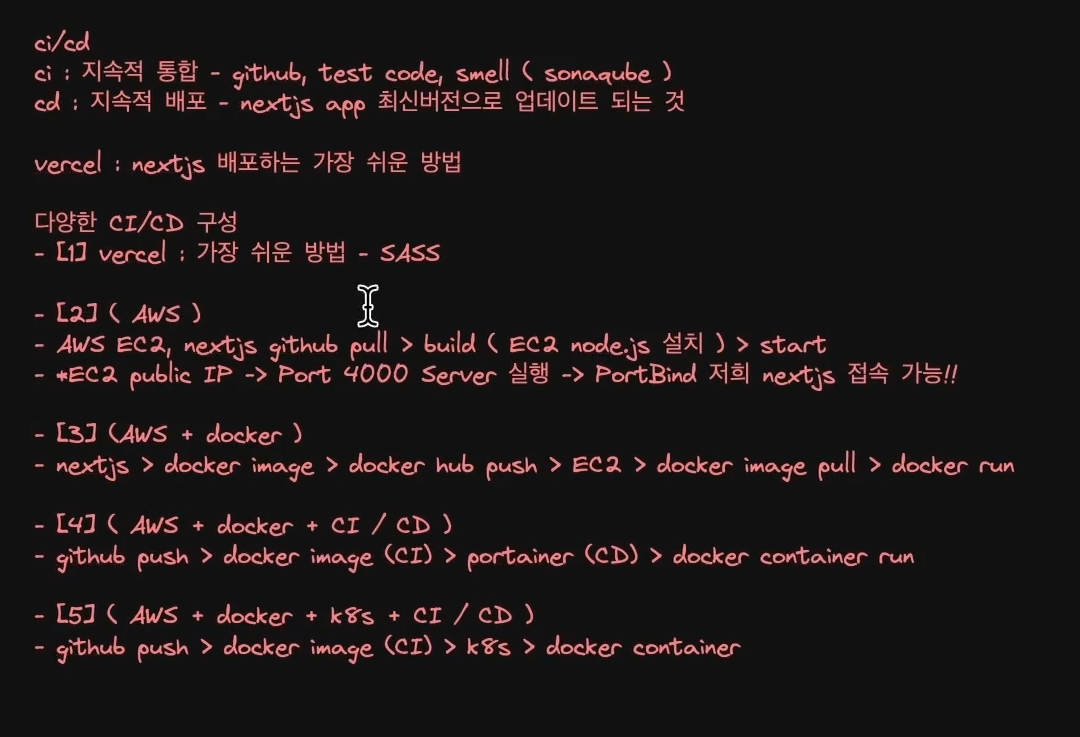 ci/cd
ci : 지속적 통합 - github, test code, smell ( sonaqube )
cd : 지속적 배포 - nextjs app 최신버전으로 업데이트 되는 것
vercel : nextjs 배포하는 가장 쉬운 방법
다양한 CI/CD 구성
- [1] vercel : 가장 쉬운 방법 - SASS
- [2] ( AWS )
- AWS EC2, nextjs github pull > build ( EC2 node.js 설치 ) > start
- *EC2 public IP -> Port 4000 Server 실행 -> PortBind 저희 nextjs 접속 가능!!
- [3] (AWS + docker )
- nextjs > docker image > docker hub push > EC2 > docker image pull > docker run
- [4] ( AWS + docker + CI / CD )
- github push > docker image (CI) > portainer (CD) > docker container run
- [5] ( AWS + docker + k8s + CI / CD )
- github push > docker image (CI) > k8s > docker container